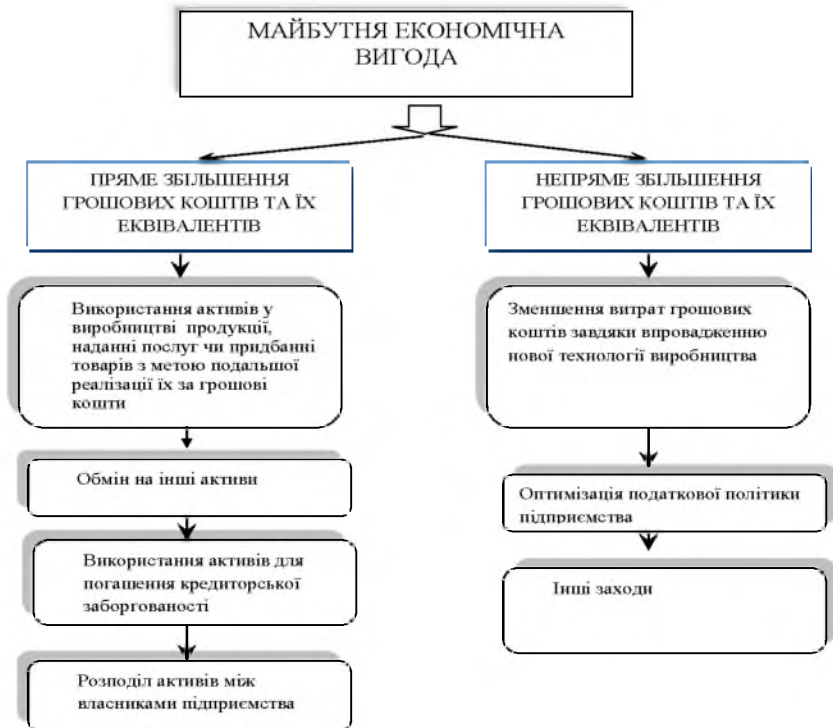 МАЙБУТНЯ ЕКОНОМІЧНА
ВИГОДА
ПРЯМЕ ЗБІЛЬШЕННЯ
ГРОШОВИХ КОШТІВ ТА ЇХ
ЕКВІВАЛЕНТІВ
Використання активів у
виробництві продукції,
наданні послуг чи придбанні
товарів з метою подальшої
реалізації їх за грошові
кошти
Обмін на інші активи
Використання активів для
погашення кредиторської
заборгованості
Розподіл активів між
власниками підприємства
НЕПРЯМЕ ЗБІЛЬШЕННЯ
ГРОШОВИХ КОШТІВ ТА ЇХ
ЕКВІВАЛЕНТІВ
Зменшення витрат грошових
коштів завдяки впровадженню
нової технології виробництва
Оптимізація податкової політики
підприємства
Інші заходи